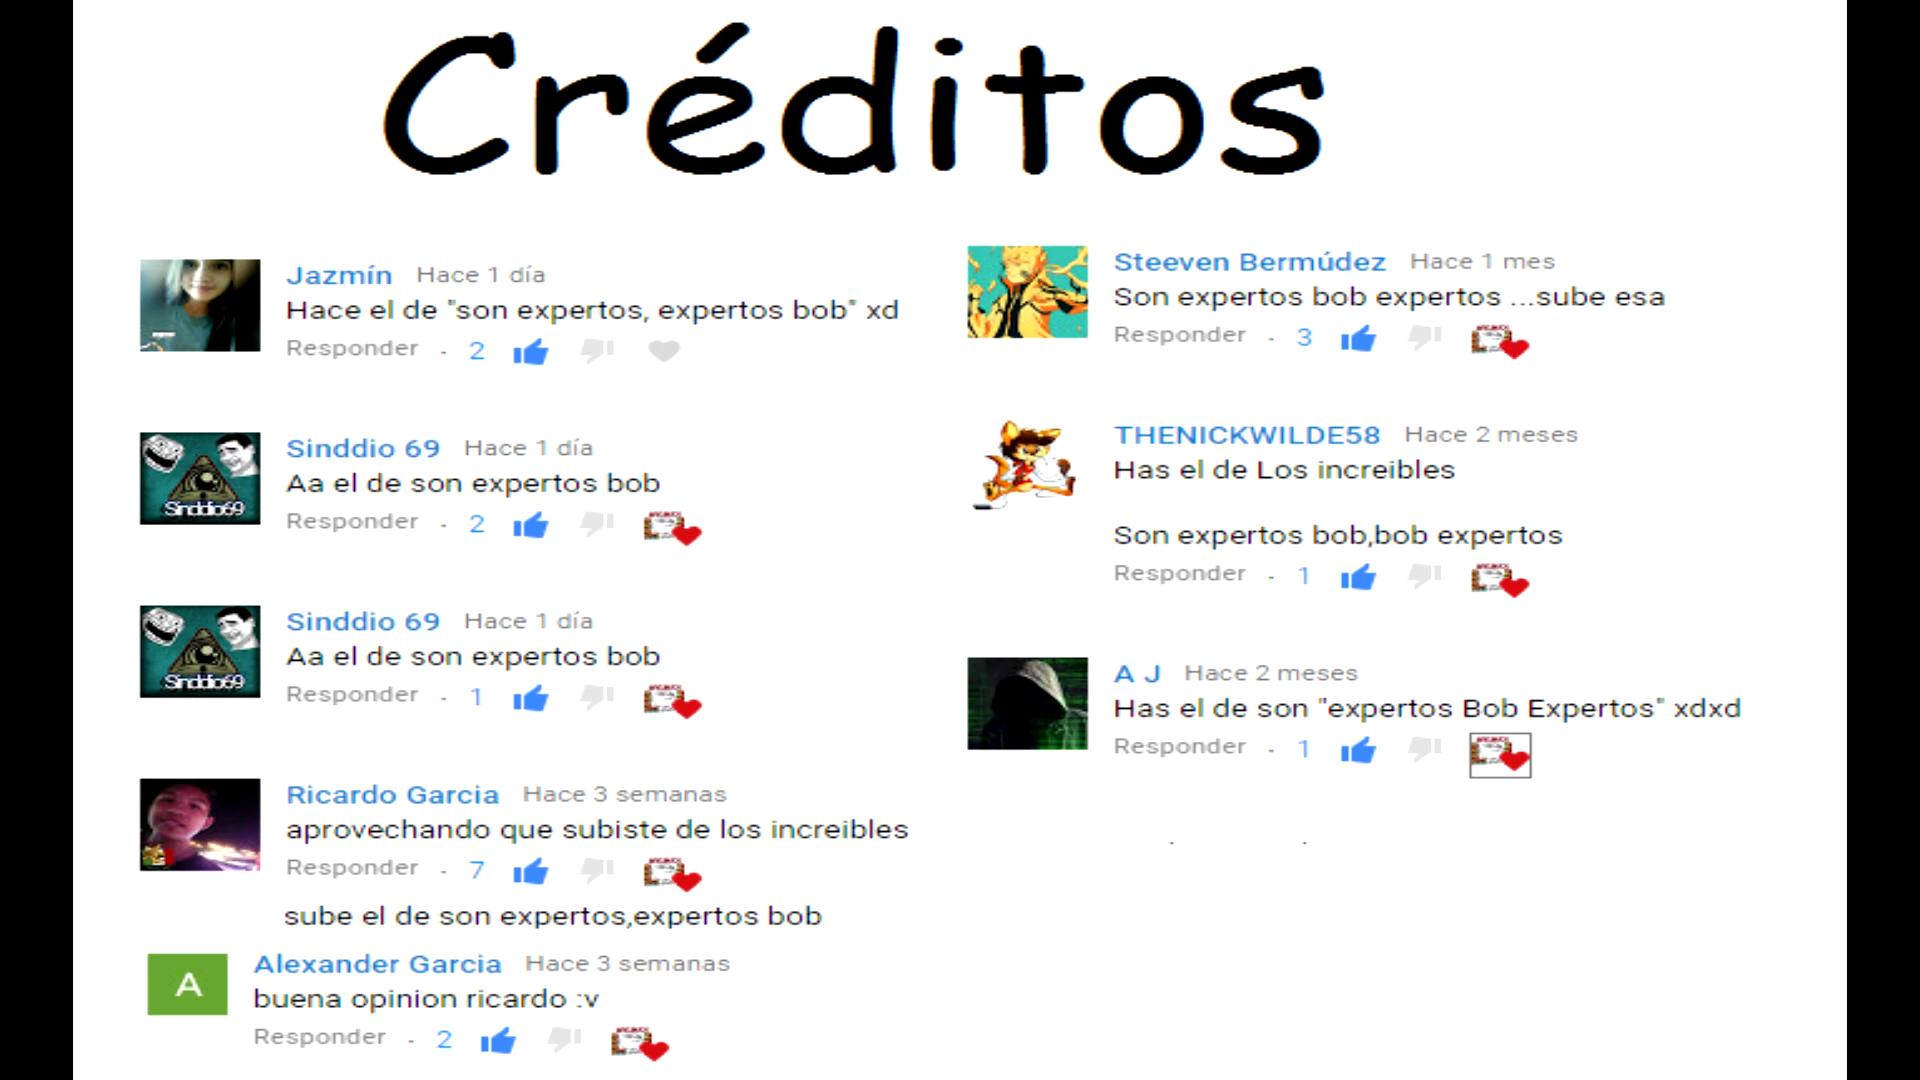 Créditos
Jazmín Hace 1 día
Hace el de "son expertos, expertos bob" xd
Responder · 2
Sinddio 69 Hace 1 día
Aa el de son expertos bob
Responder · 2
Sinddio69
Sinddio 69 Hace 1 día
Aa el de son expertos bob
Responder · 1
Sinddio69
Ricardo Garcia Hace 3 semanas
aprovechando que subiste de los increibles
Responder · 7
sube el de son expertos,expertos bob
A
Alexander Garcia Hace 3 semanas
buena opinion ricardo :v
Responder · 2
Steeven Bermúdez Hace 1 mes
Son expertos bob expertos ...sube esa
Responder · 3
THENICKWILDE58 Hace 2 meses
Has el de Los increibles
Son expertos bob,bob expertos
Responder · 1
A J Hace 2 meses
Has el de son "expertos Bob Expertos" xdxd
Responder · 1